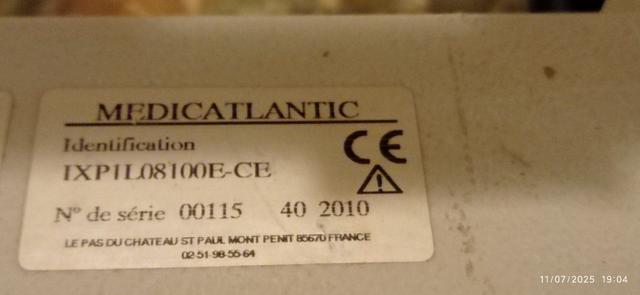 MEDICATLANTIC
Identification
IXP1L08100E-CE
CE
N° de série 00115 40 2010
LE PAS DU CHATEAU ST PAUL MONT PENIT 85670 FRANCE
02-51-98-55-64
11/07/2025 19:04